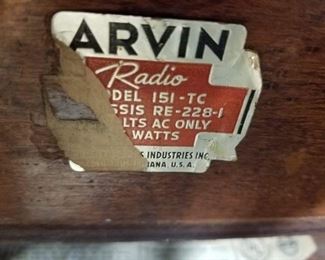 ARVIN
Radio
DEL 151-TC
SSIS RE-228-1
LTS AC ONLY
WATTS
S INDUSTRIES INC.
IANA, U.S.A.